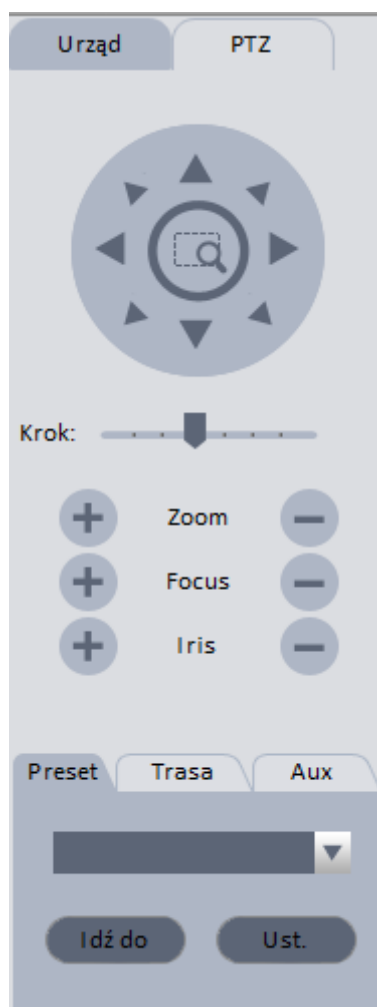 Urząd PTZ
Krok:
Zoom
Focus
Iris
Preset Trasa Aux
Idź do Ust.